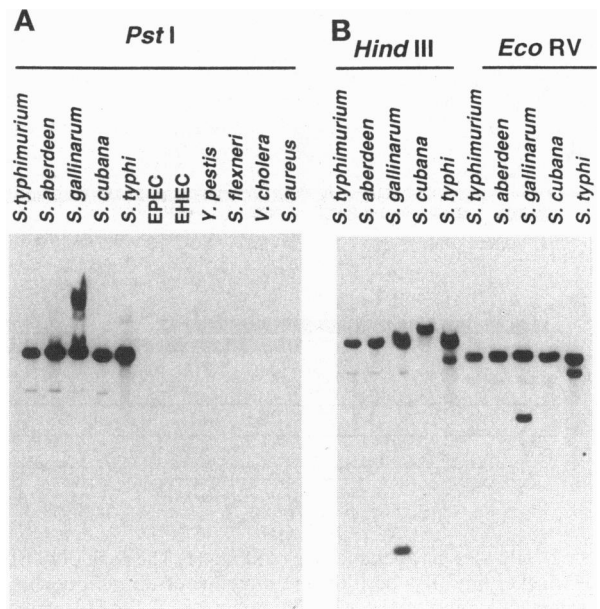 A
Pst I
S.typhimurium
S. aberdeen
S. gallinarum
S. cubana
S. typhi
EPEC
EHEC
Y. pestis
S. flexneri
V. cholera
S. aureus
B
Hind III
Eco RV
S. typhimurium
S. aberdeen
S. gallinarum
S. cubana
S. typhi
S. typhimurium
S. aberdeen
S. gallinarum
S. cubana
S. typhi